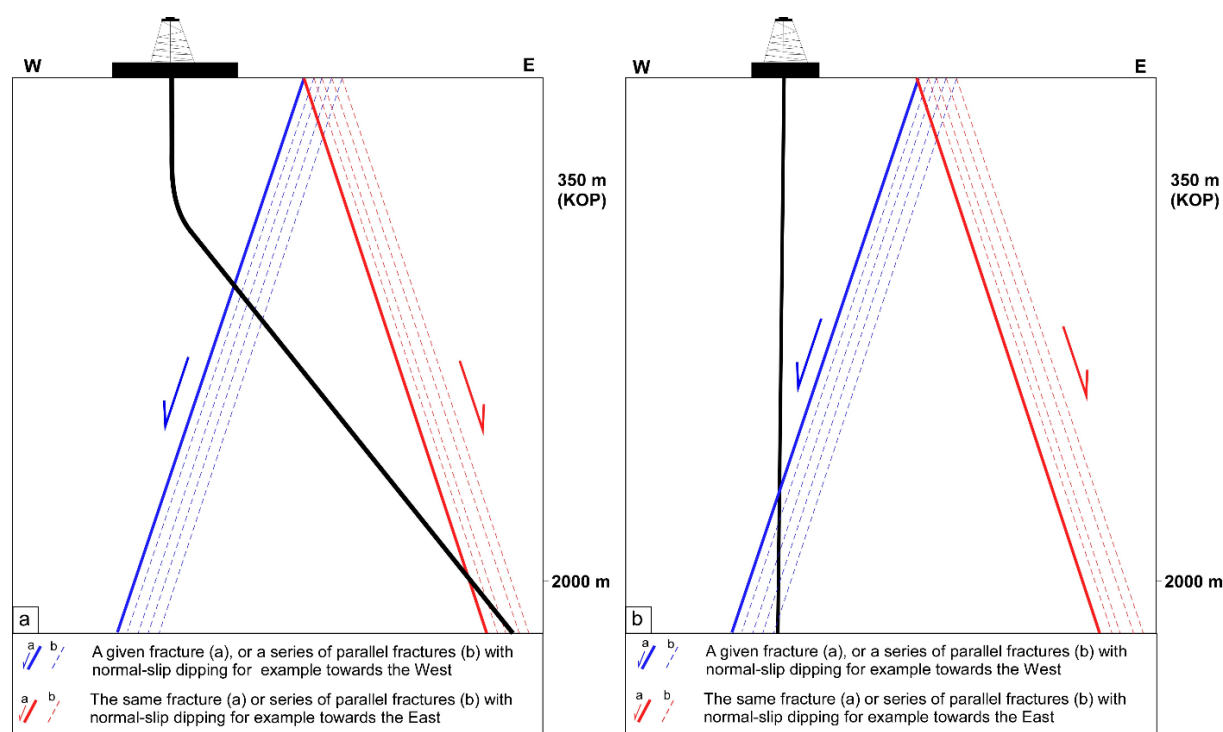 W
E
350 m
(KOP)
2000 m
a
a b
A given fracture (a), or a series of parallel fractures (b) with
normal-slip dipping for example towards the West
a b
The same fracture (a) or series of parallel fractures (b) with
normal-slip dipping for example towards the East
W
E
350 m
(KOP)
2000 m
b
a b
A given fracture (a), or a series of parallel fractures (b) with
normal-slip dipping for example towards the West
a b
The same fracture (a) or series of parallel fractures (b) with
normal-slip dipping for example towards the East